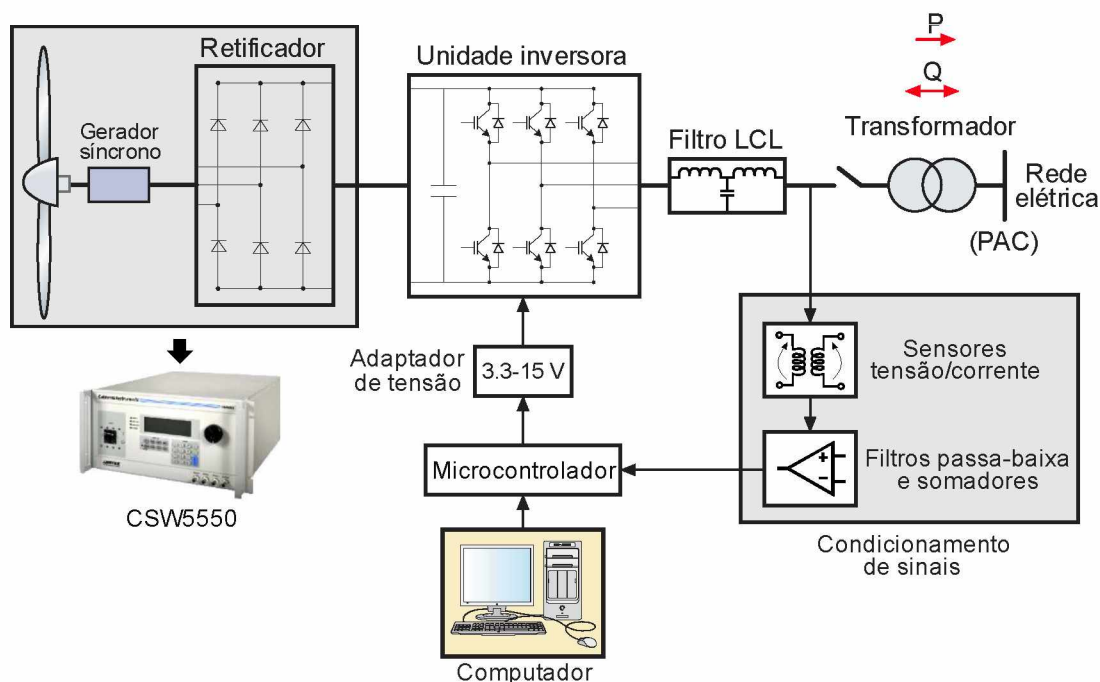 Retificador
Gerador
síncrono
CSW5550
Unidade inversora
Filtro LCL
P
Q
Transformador
Rede
elétrica
(PAC)
Adaptador
de tensão
3.3-15 V
Microcontrolador
Computador
Sensores
tensão/corrente
Filtros passa-baixa
e somadores
Condicionamento
de sinais